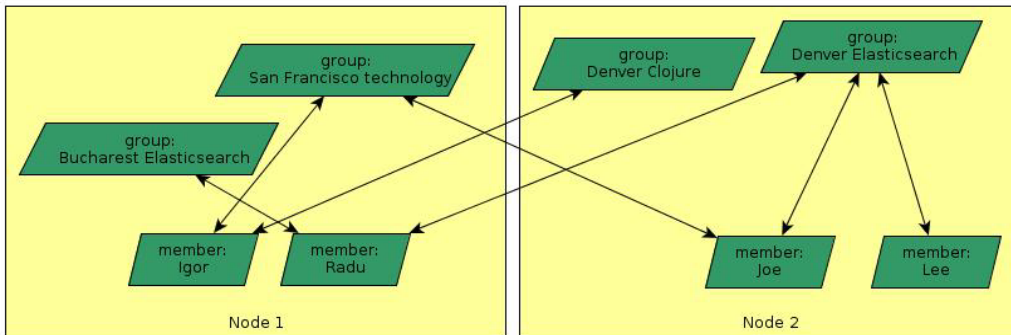 group:
San Francisco technology
group:
Bucharest Elasticsearch
member:
Igor
member:
Radu
Node 1
group:
Denver Clojure
group:
Denver Elasticsearch
member:
Joe
member:
Lee
Node 2